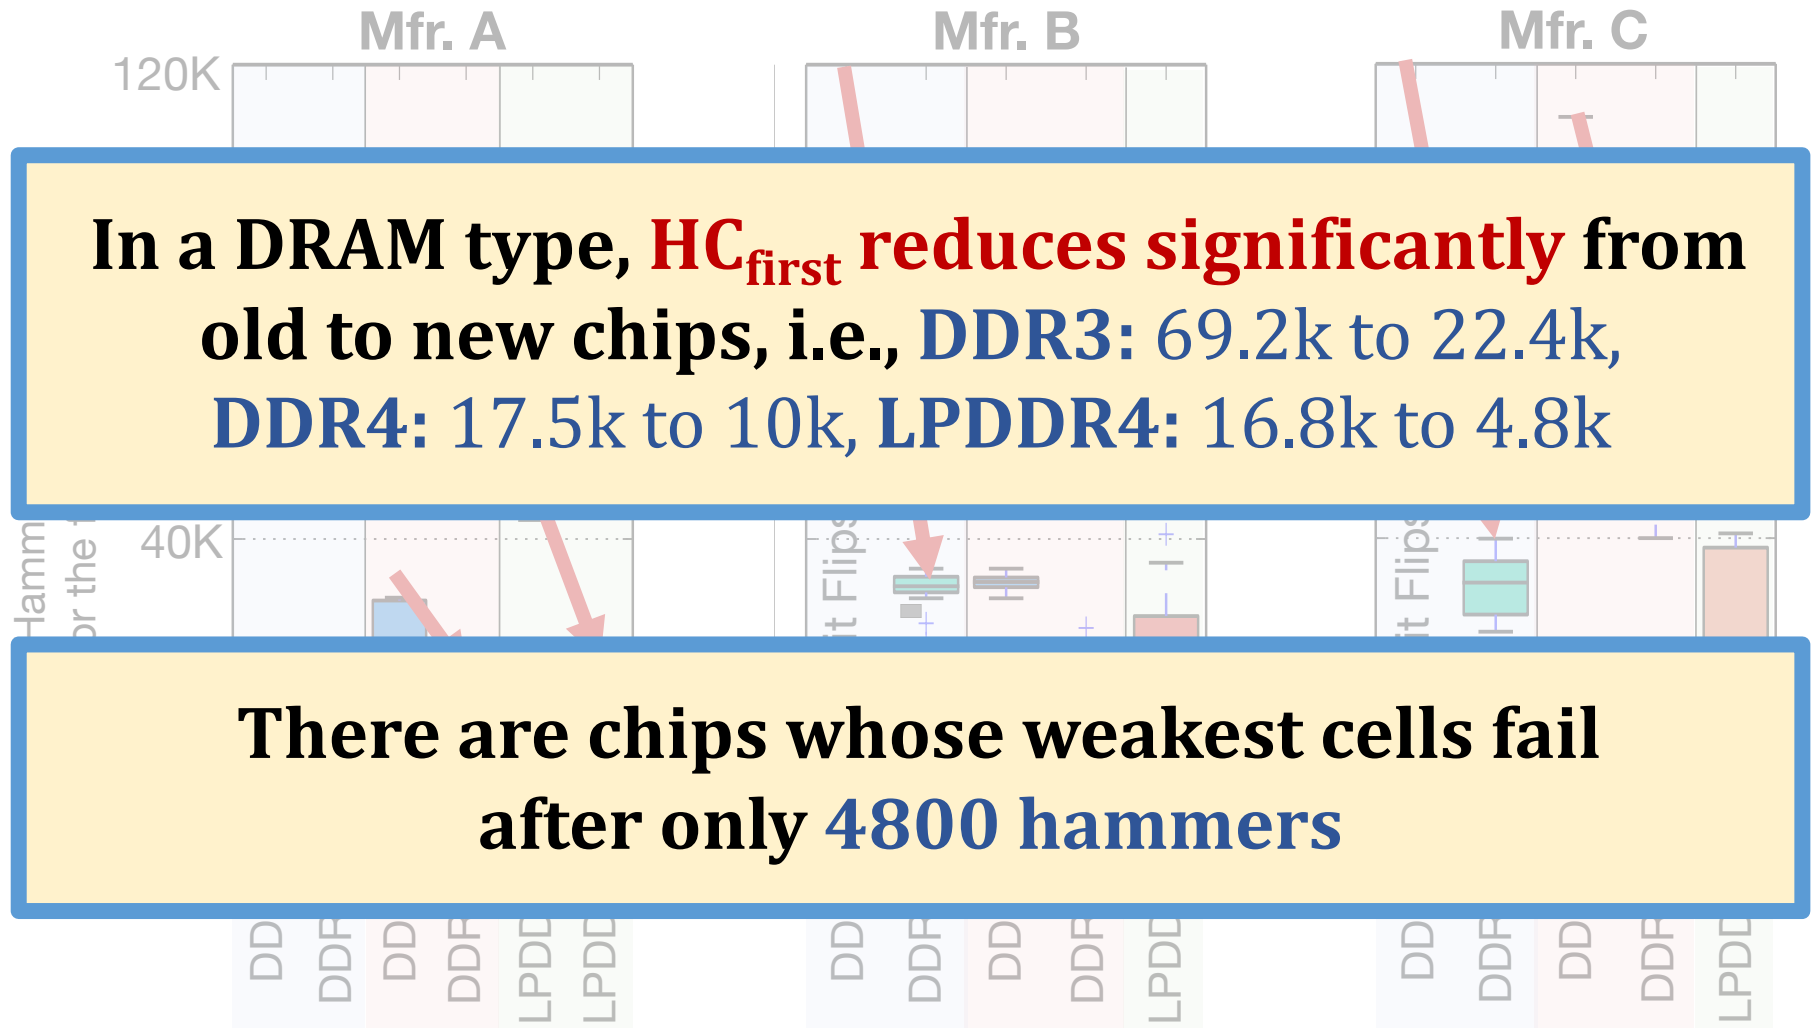 Mfr. A
Mfr. B
Mfr. C
120K
In a DRAM type, HCfirst reduces significantly from
old to new chips, i.e., DDR3: 69.2k to 22.4k,
DDR4: 17.5k to 10k, LPDDR4: 16.8k to 4.8k
40K
There are chips whose weakest cells fail
after only 4800 hammers